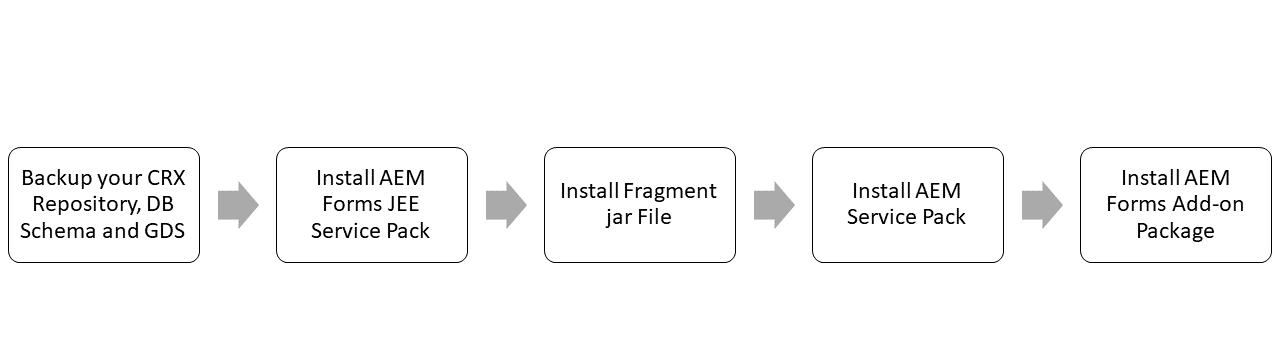 Backup your CRX
Repository, DB
Schema and GDS
Install AEM
Forms JEE
Service Pack
Install Fragment
jar File
Install AEM
Service Pack
Install AEM
Forms Add-on
Package